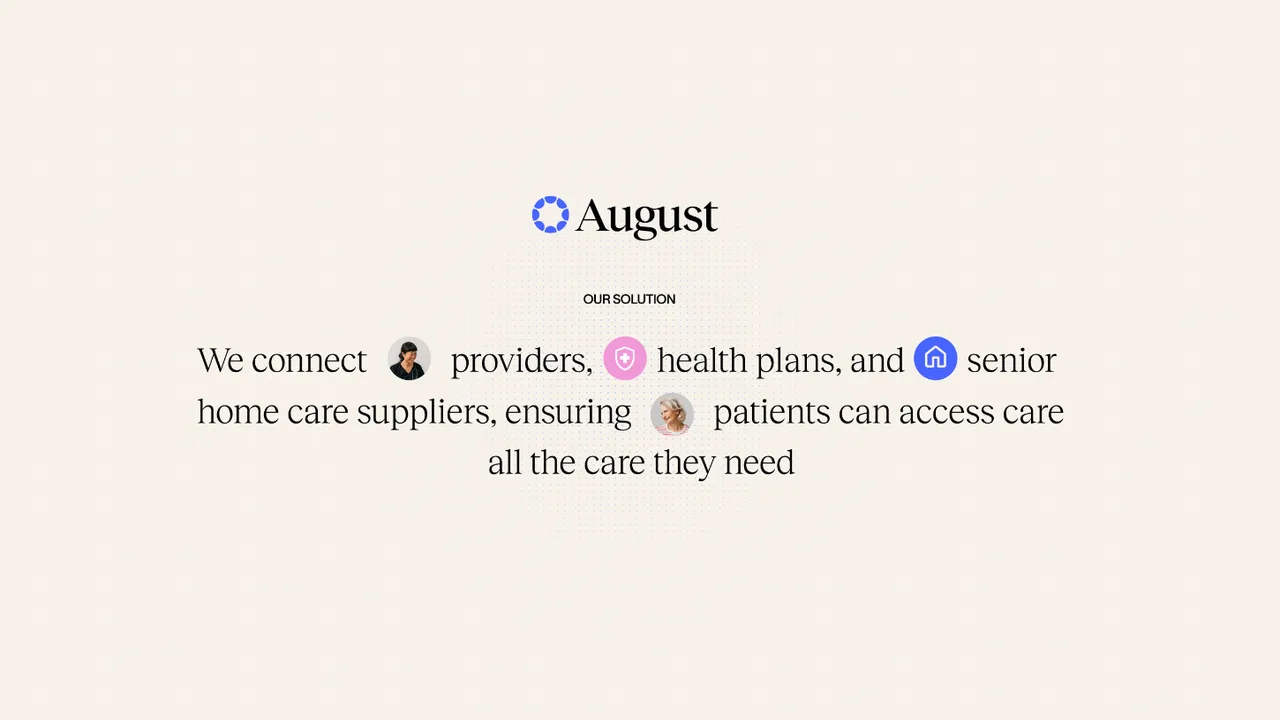 August
OUR SOLUTION
We connect providers, health plans, and senior
home care suppliers, ensuring patients can access care
all the care they need